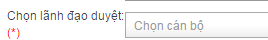 Chọn lãnh đạo duyệt:
(*)
Chọn cán bộ